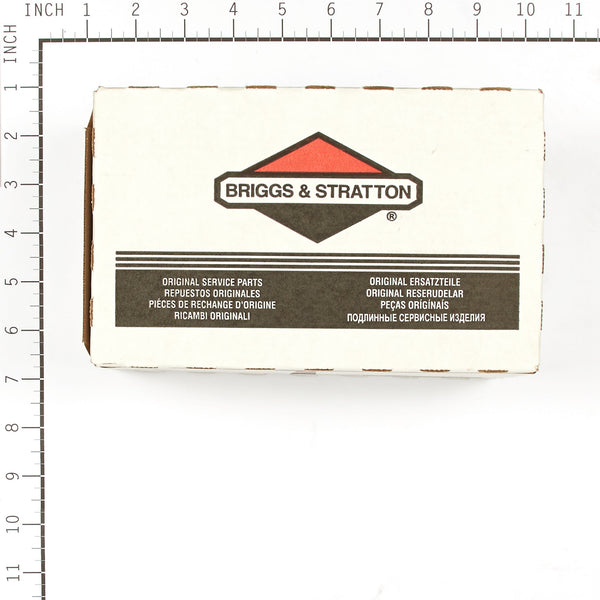 INCH 1 2 3 4 5 6 7 8 9 10 11
INCH
1
2
3
4
5
6
7
8
9
10
11
BRIGGS & STRATTON
®
ORIGINAL SERVICE PARTS
REPUESTOS ORIGINALES
PIÉCES DE RECHANGE D'ORIGINE
RICAMBI ORIGINALI
ORIGINAL ERSATZTEILE
ORIGINAL RESERUDELAR
PEÇAS ORIGÍNAIS
ПОДЛИННЫЕ СЕРВИСНЫЕ ИЗДЕЛИЯ